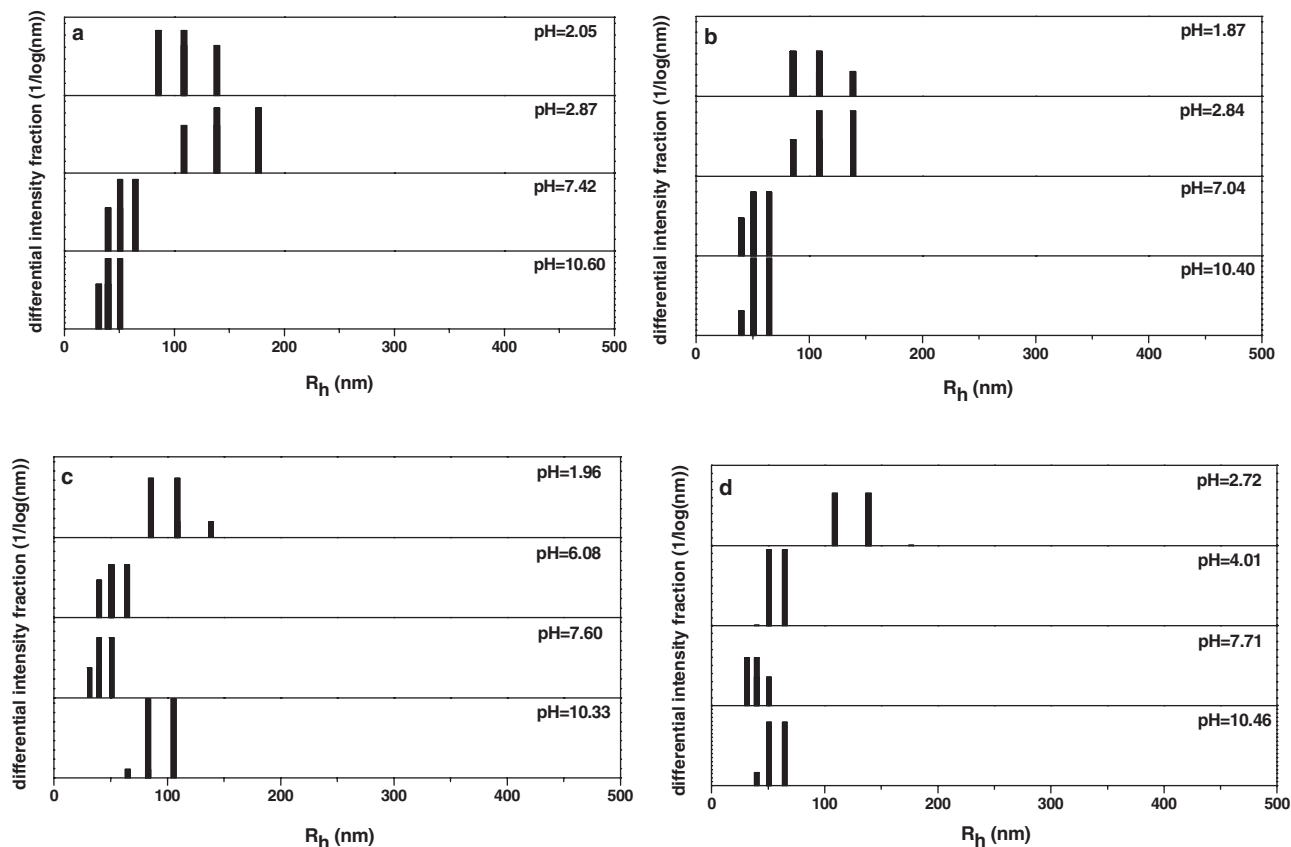 a
pH=2.05
pH=2.87
pH=7.42
pH=10.60
differential intensity fraction (1/log(nm))
0 100 200 300 400 500
Rh (nm)
b
pH=1.87
pH=2.84
pH=7.04
pH=10.40
differential intensity fraction (1/log(nm))
0 100 200 300 400 500
Rh (nm)
c
pH=1.96
pH=6.08
pH=7.60
pH=10.33
differential intensity fraction (1/log(nm))
0 100 200 300 400 500
Rh (nm)
d
pH=2.72
pH=4.01
pH=7.71
pH=10.46
differential intensity fraction (1/log(nm))
0 100 200 300 400 500
Rh (nm)